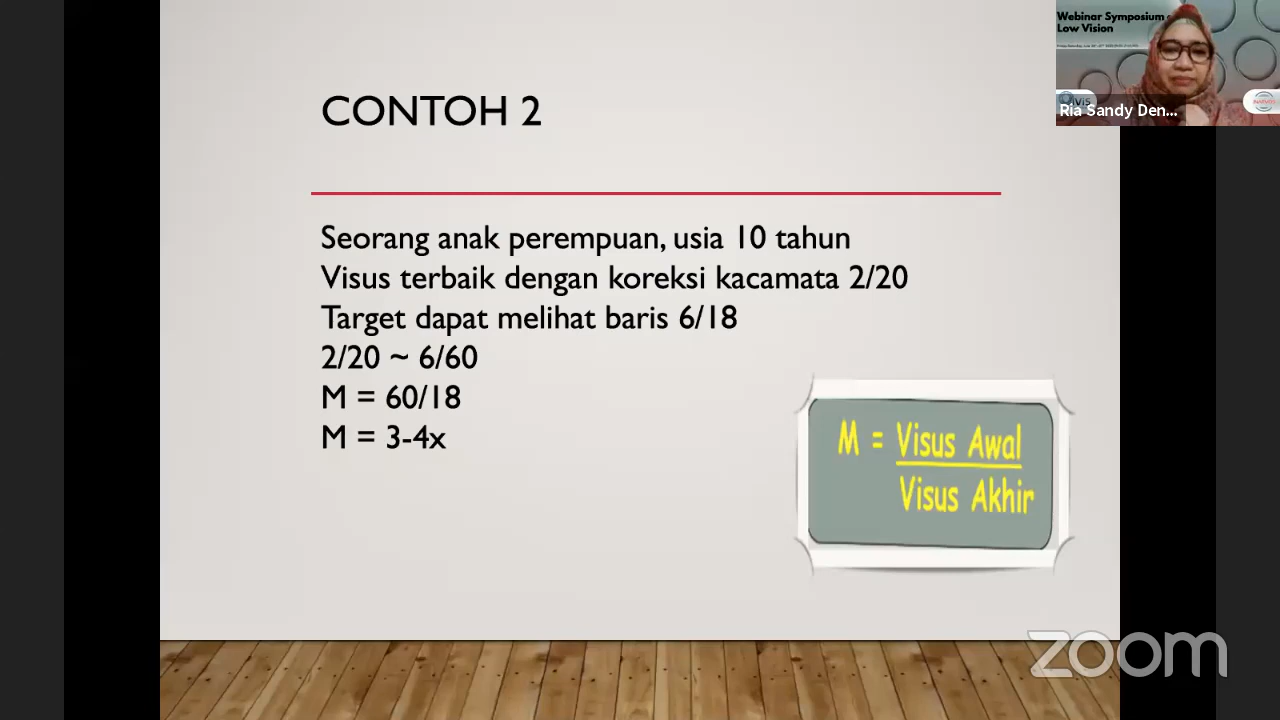 CONTOH 2
Seorang anak perempuan, usia 10 tahun
Visus terbaik dengan koreksi kacamata 2/20
Target dapat melihat baris 6/18
2/20 ~ 6/60
M = 60/18
M = 3-4x
M = Visus Awal
Visus Akhir
Webinar Symposium
Low Vision
Ria Sandy Den...
zoom